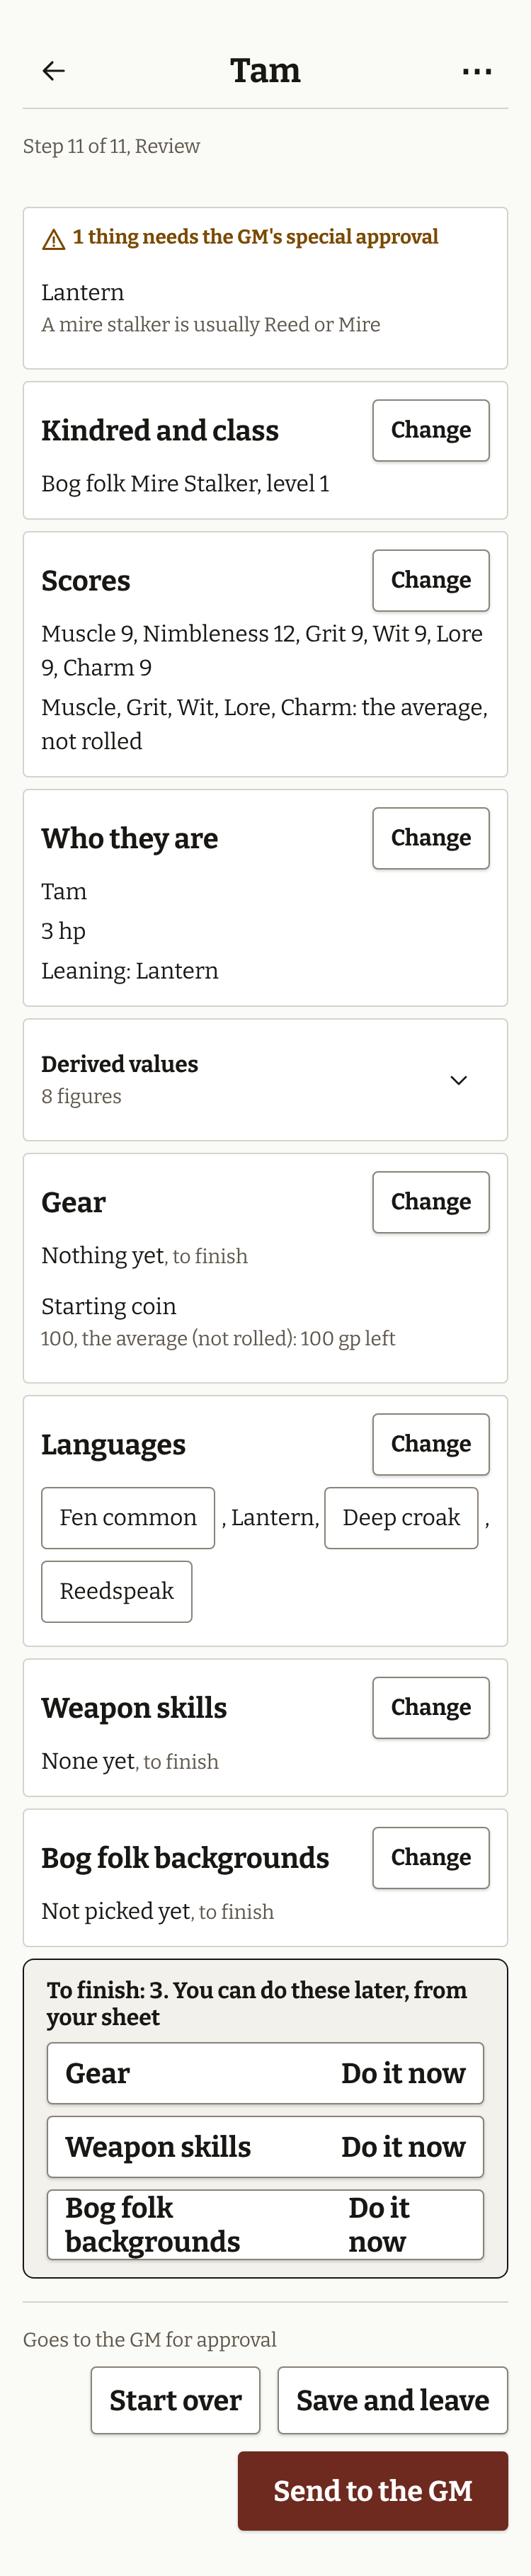 Tam
Step 11 of 11, Review
1 thing needs the GM's special approval
Lantern
A mire stalker is usually Reed or Mire
Kindred and class
Change
Bog folk Mire Stalker, level 1
Scores
Change
Muscle 9, Nimbleness 12, Grit 9, Wit 9, Lore
9, Charm 9
Muscle, Grit, Wit, Lore, Charm: the average,
not rolled
Who they are
Change
Tam
3 hp
Leaning: Lantern
Derived values
8 figures
Gear
Change
Nothing yet, to finish
Starting coin
100, the average (not rolled): 100 gp left
Languages
Change
Fen common , Lantern, Deep croak ,
Reedspeak
Weapon skills
Change
None yet, to finish
Bog folk backgrounds
Change
Not picked yet, to finish
To finish: 3. You can do these later, from
your sheet
Gear Do it now
Weapon skills Do it now
Bog folk
backgrounds
Do it
now
Goes to the GM for approval
Start over
Save and leave
Send to the GM